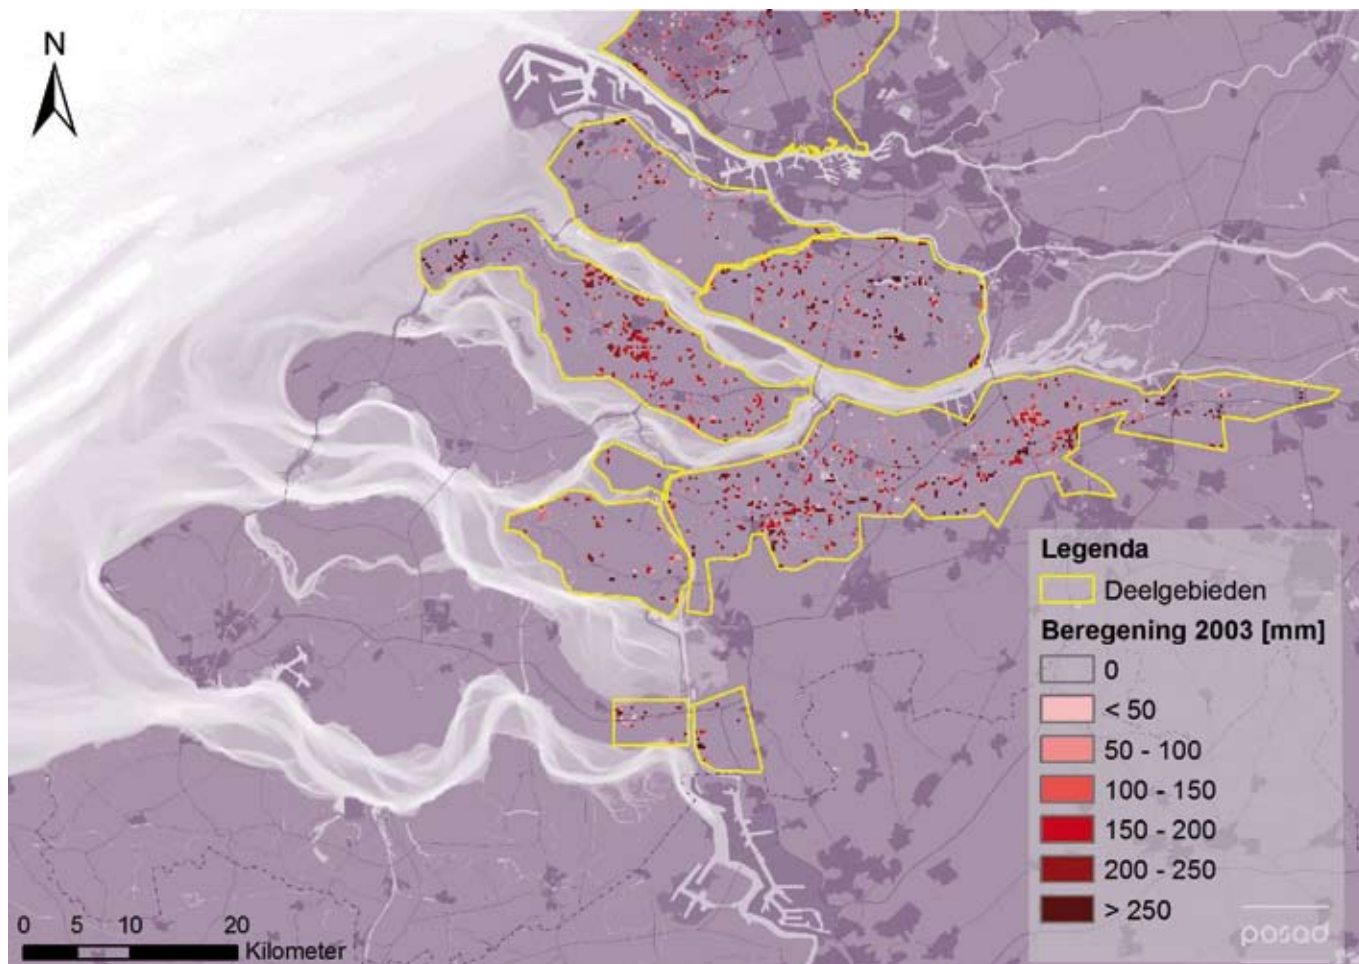 N
Legenda
Deelgebieden
Beregening 2003 [mm]
0
< 50
50 - 100
100 - 150
150 - 200
200 - 250
> 250
0 5 10 20
Kilometer
posad